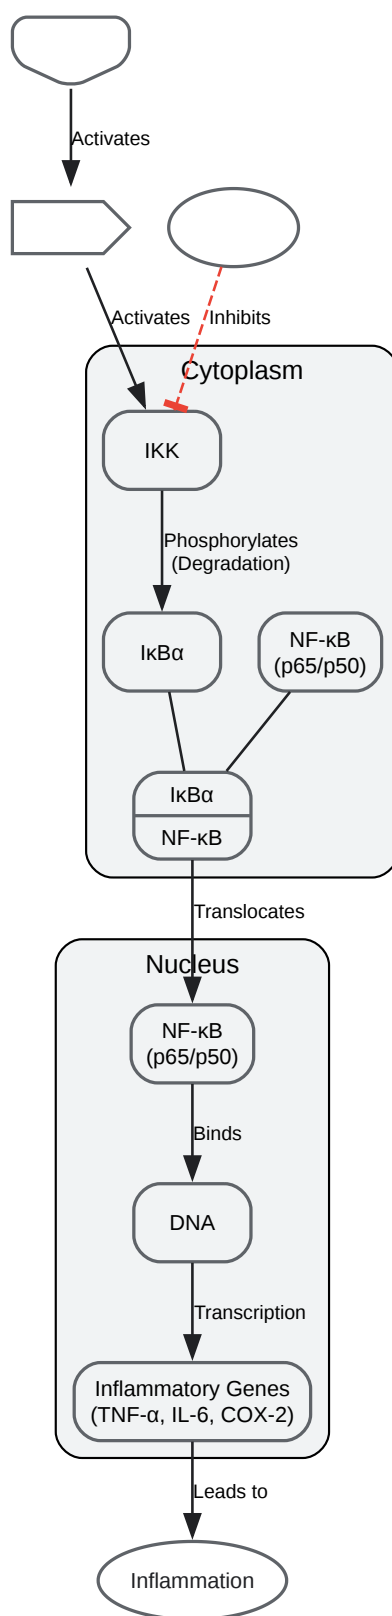 Activates
Activates
Inhibits
Cytoplasm
IKK
Phosphorylates
(Degradation)
IκBα
NF-κB
(p65/p50)
IκBα
NF-κB
Translocates
Nucleus
NF-κB
(p65/p50)
Binds
DNA
Transcription
Inflammatory Genes
(TNF-α, IL-6, COX-2)
Leads to
Inflammation